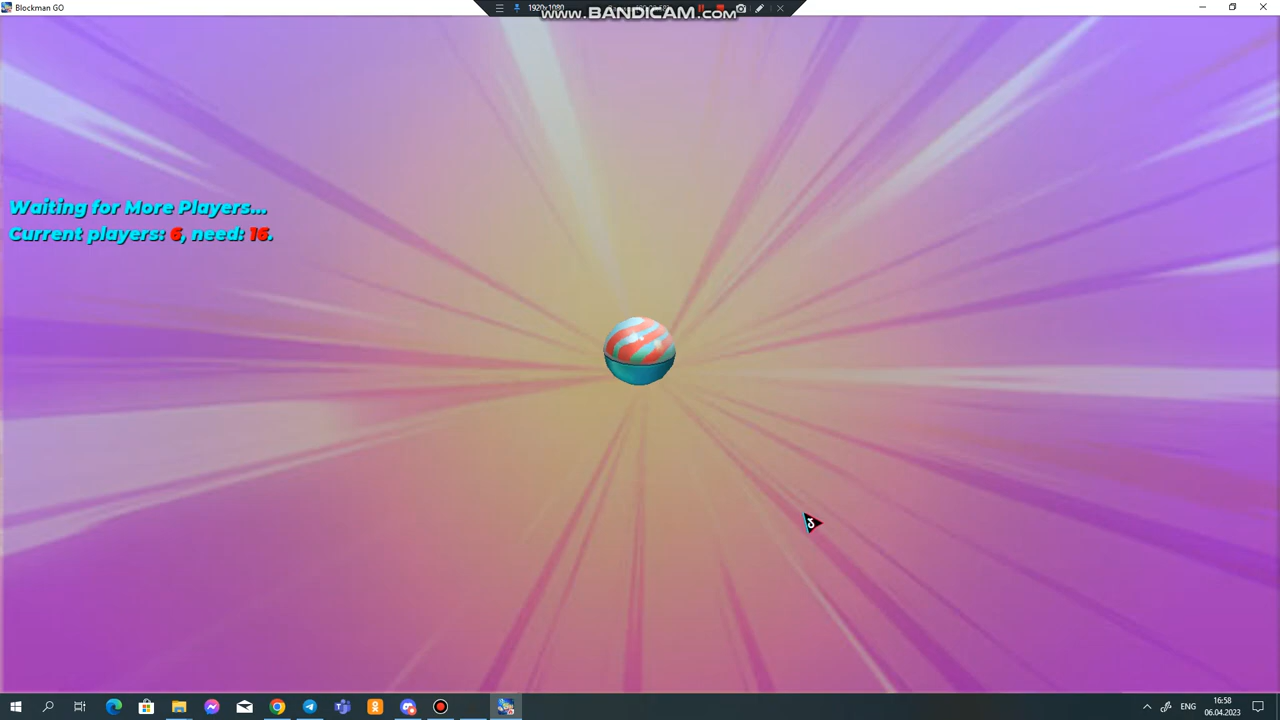 Blockman GO
1920x1080
WWW.BANDICAM.COM
Waiting for More Players...
Current players: 6, need: 16.
ENG
16:58
06.04.2023